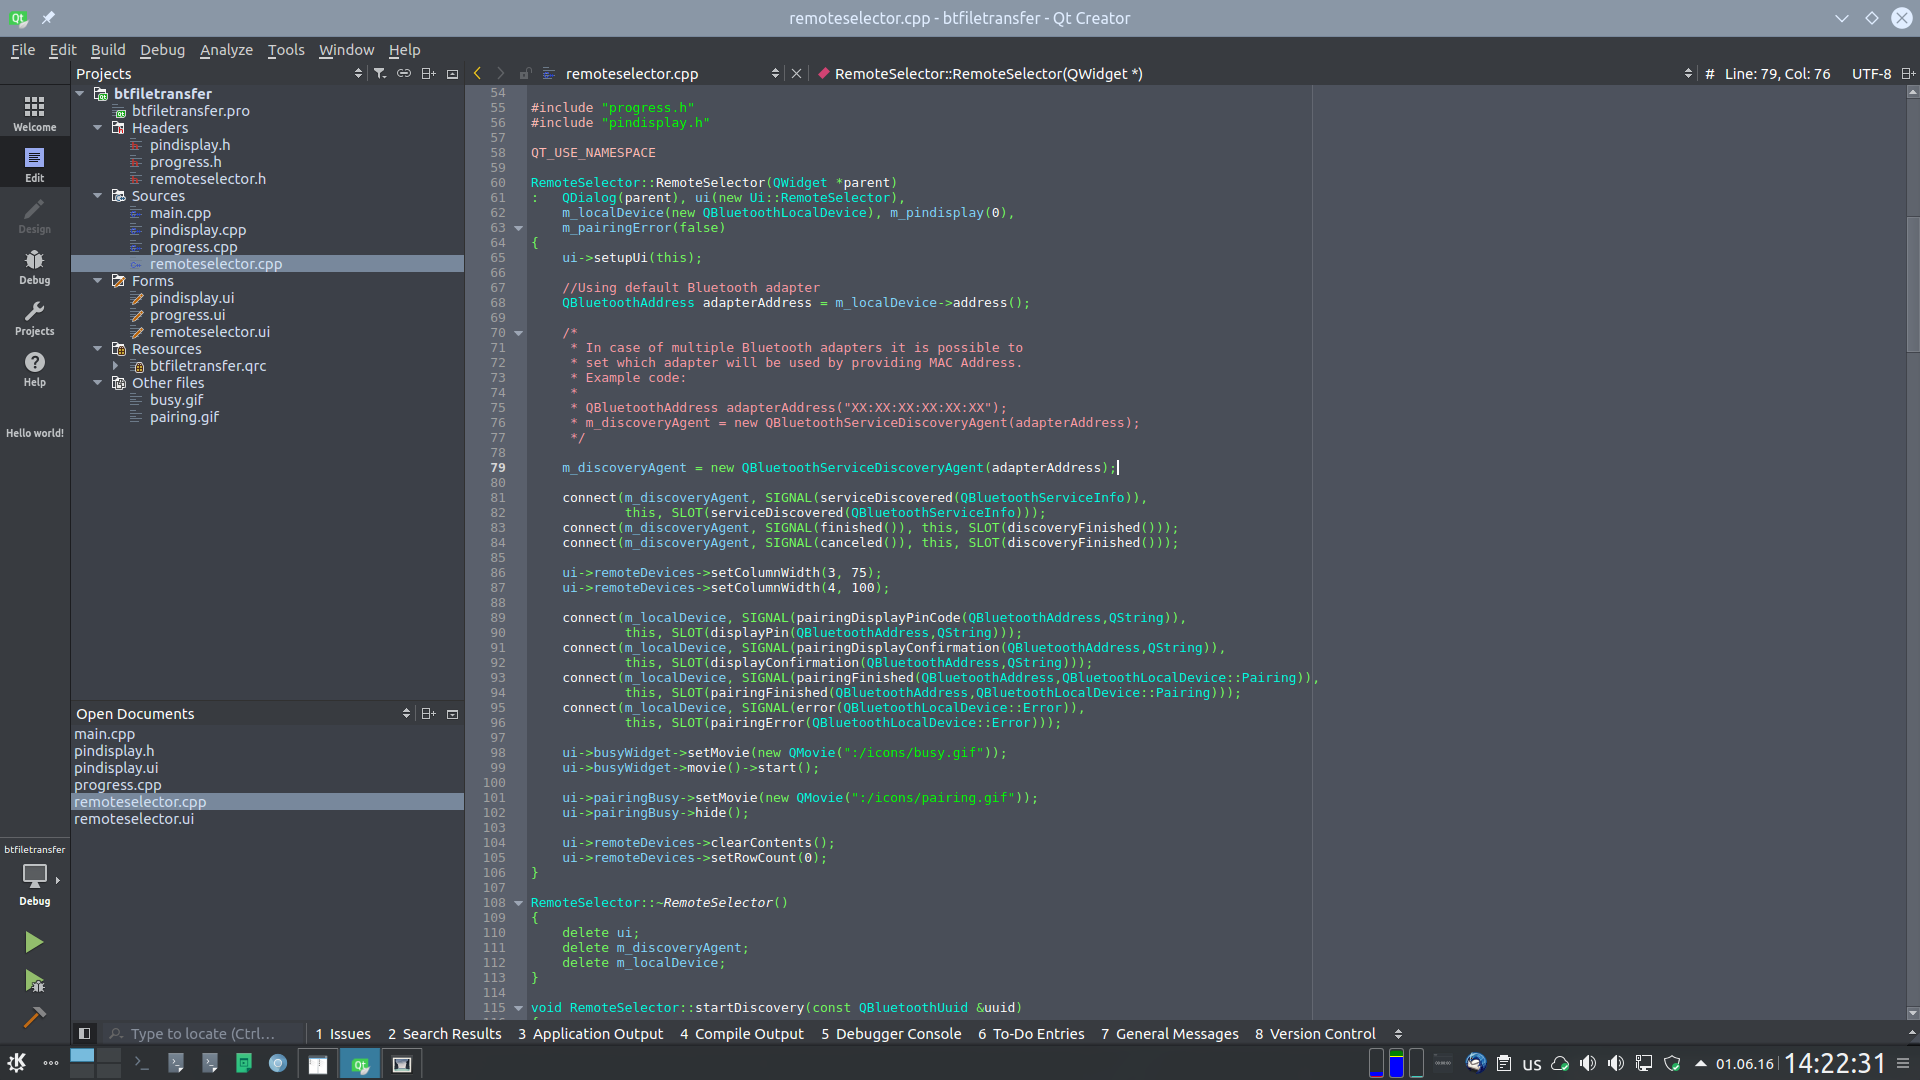 remoteselector.cpp - btfiletransfer - Qt Creator
File Edit Build Debug Analyze Tools Window Help
Projects
remoteselector.cpp
RemoteSelector::RemoteSelector(QWidget *)
# Line: 79, Col: 76 UTF-8
Welcome
Edit
Design
Debug
Projects
Help
Hello world!
btfiletransfer
Debug
btfiletransfer
btfiletransfer.pro
Headers
pindisplay.h
progress.h
remoteselector.h
Sources
main.cpp
pindisplay.cpp
progress.cpp
remoteselector.cpp
Forms
pindisplay.ui
progress.ui
remoteselector.ui
Resources
btfiletransfer.qrc
Other files
busy.gif
pairing.gif
Open Documents
main.cpp
pindisplay.h
pindisplay.ui
progress.cpp
remoteselector.cpp
remoteselector.ui
54
55 #include "progress.h"
56 #include "pindisplay.h"
57
58 QT_USE_NAMESPACE
59
60 RemoteSelector::RemoteSelector(QWidget *parent)
61 :   QDialog(parent), ui(new Ui::RemoteSelector),
62     m_localDevice(new QBluetoothLocalDevice), m_pindisplay(0),
63     m_pairingError(false)
64 {
65     ui->setupUi(this);
66
67     //Using default Bluetooth adapter
68     QBluetoothAddress adapterAddress = m_localDevice->address();
69
70     /*
71      * In case of multiple Bluetooth adapters it is possible to
72      * set which adapter will be used by providing MAC Address.
73      * Example code:
74      *
75      * QBluetoothAddress adapterAddress("XX:XX:XX:XX:XX:XX");
76      * m_discoveryAgent = new QBluetoothServiceDiscoveryAgent(adapterAddress);
77      */
78
79     m_discoveryAgent = new QBluetoothServiceDiscoveryAgent(adapterAddress);
80
81     connect(m_discoveryAgent, SIGNAL(serviceDiscovered(QBluetoothServiceInfo)),
82             this, SLOT(serviceDiscovered(QBluetoothServiceInfo)));
83     connect(m_discoveryAgent, SIGNAL(finished()), this, SLOT(discoveryFinished()));
84     connect(m_discoveryAgent, SIGNAL(canceled()), this, SLOT(discoveryFinished()));
85
86     ui->remoteDevices->setColumnWidth(3, 75);
87     ui->remoteDevices->setColumnWidth(4, 100);
88
89     connect(m_localDevice, SIGNAL(pairingDisplayPinCode(QBluetoothAddress,QString)),
90             this, SLOT(displayPin(QBluetoothAddress,QString)));
91     connect(m_localDevice, SIGNAL(pairingDisplayConfirmation(QBluetoothAddress,QString)),
92             this, SLOT(displayConfirmation(QBluetoothAddress,QString)));
93     connect(m_localDevice, SIGNAL(pairingFinished(QBluetoothAddress,QBluetoothLocalDevice::Pairing)),
94             this, SLOT(pairingFinished(QBluetoothAddress,QBluetoothLocalDevice::Pairing)));
95     connect(m_localDevice, SIGNAL(error(QBluetoothLocalDevice::Error)),
96             this, SLOT(pairingError(QBluetoothLocalDevice::Error)));
97
98     ui->busyWidget->setMovie(new QMovie(":/icons/busy.gif"));
99     ui->busyWidget->movie()->start();
100
101     ui->pairingBusy->setMovie(new QMovie(":/icons/pairing.gif"));
102     ui->pairingBusy->hide();
103
104     ui->remoteDevices->clearContents();
105     ui->remoteDevices->setRowCount(0);
106 }
107
108 RemoteSelector::~RemoteSelector()
109 {
110     delete ui;
111     delete m_discoveryAgent;
112     delete m_localDevice;
113 }
114
115 void RemoteSelector::startDiscovery(const QBluetoothUuid &uuid)
Type to locate (Ctrl... 1 Issues 2 Search Results 3 Application Output 4 Compile Output 5 Debugger Console 6 To-Do Entries 7 General Messages 8 Version Control
us 01.06.16 14:22:31